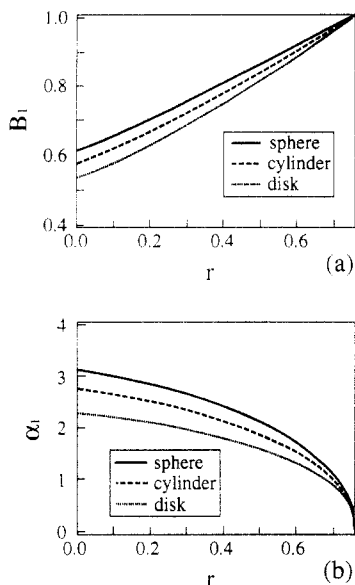 1.0
0.8
B1
0.6
0.4
sphere
cylinder
disk
0.0 0.2 0.4 0.6
r
(a)
4
3
α1
2
1
0
sphere
cylinder
disk
0.0 0.2 0.4 0.6
r
(b)